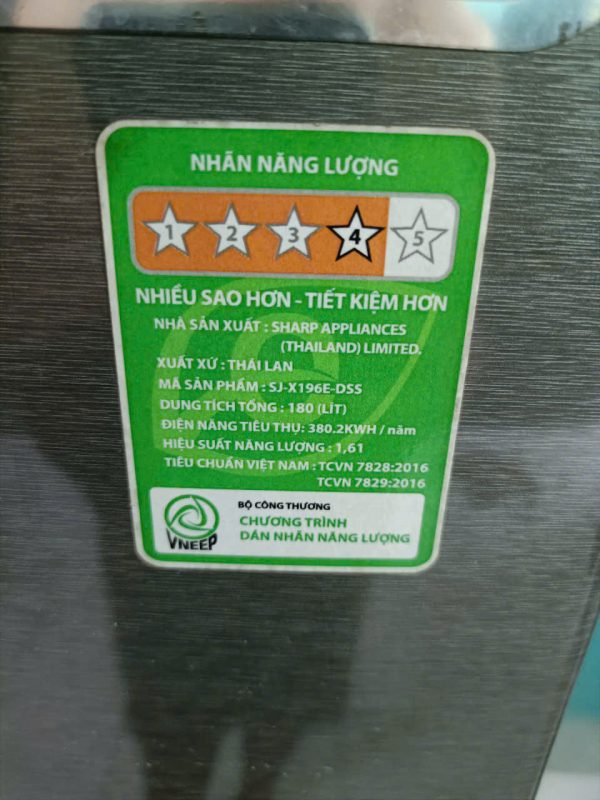 NHÃN NĂNG LƯỢNG
1 2 3 4 5
NHIỀU SAO HƠN - TIẾT KIỆM HƠN
NHÀ SẢN XUẤT : SHARP APPLIANCES
(THAILAND) LIMITED.
XUẤT XỨ : THÁI LAN
MÃ SẢN PHẨM : SJ-X196E-DSS
DUNG TÍCH TỔNG : 180 (LÍT)
ĐIỆN NĂNG TIÊU THỤ: 380.2KWH / năm
HIỆU SUẤT NĂNG LƯỢNG : 1,61
TIÊU CHUẨN VIỆT NAM : TCVN 7828:2016
TCVN 7829:2016
VNEEP
BỘ CÔNG THƯƠNG
CHƯƠNG TRÌNH
DÁN NHÃN NĂNG LƯỢNG